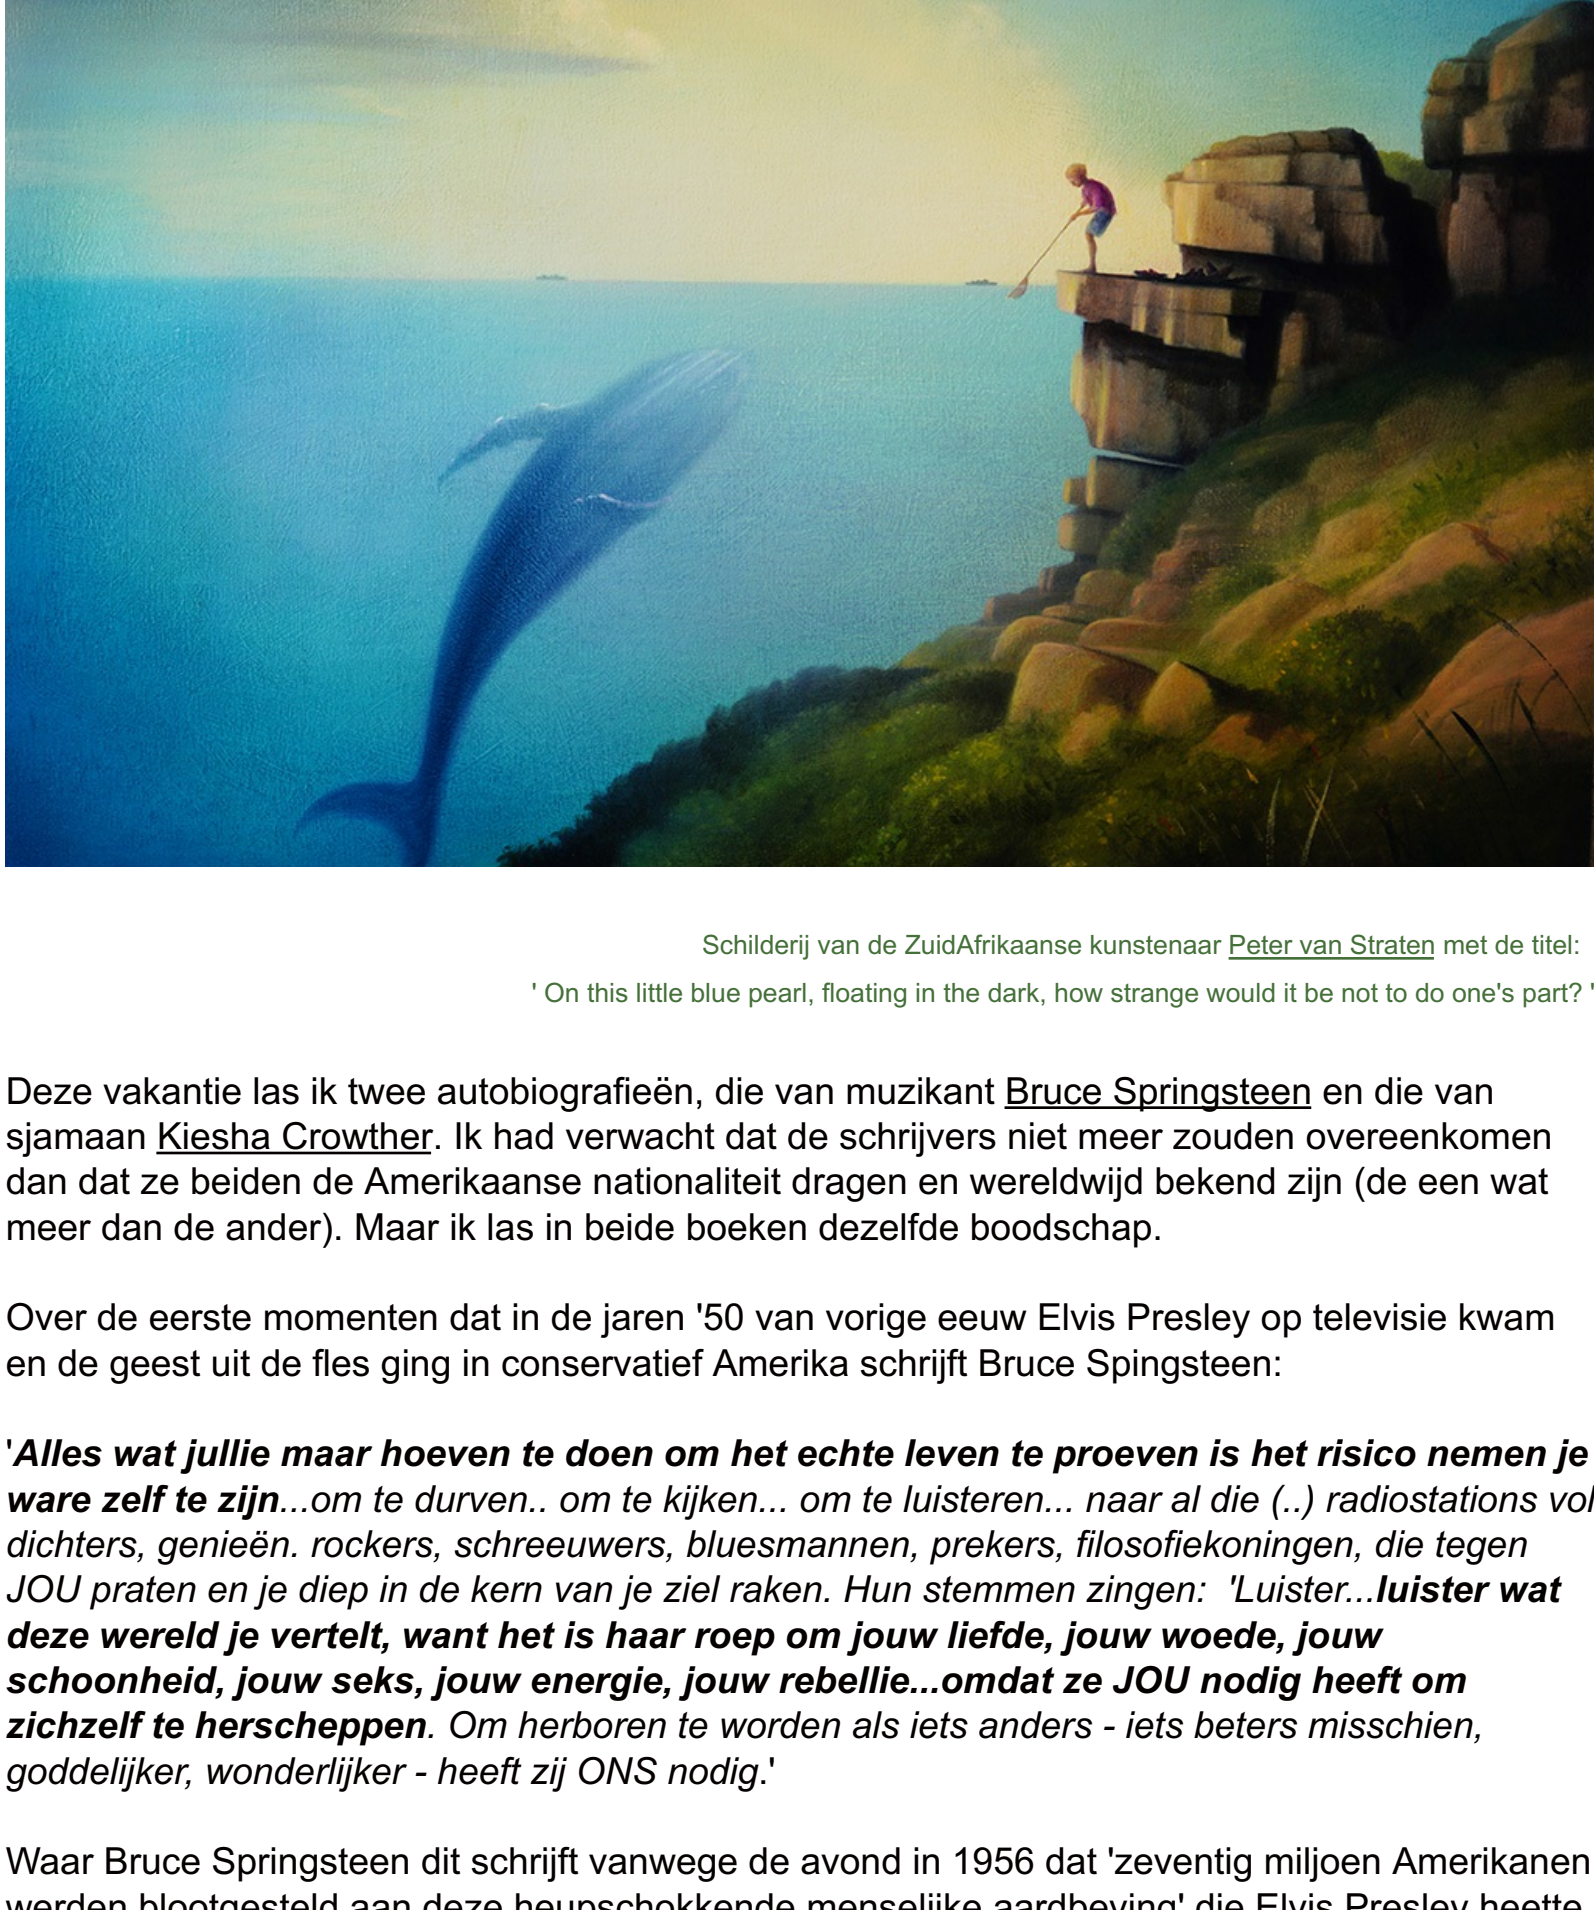 Schilderij van de ZuidAfrikaanse kunstenaar Peter van Straten met de titel:
' On this little blue pearl, floating in the dark, how strange would it be not to do one's part? '
Deze vakantie las ik twee autobiografieën, die van muzikant Bruce Springsteen en die van
sjamaan Kiesha Crowther. Ik had verwacht dat de schrijvers niet meer zouden overeenkomen
dan dat ze beiden de Amerikaanse nationaliteit dragen en wereldwijd bekend zijn (de een wat
meer dan de ander). Maar ik las in beide boeken dezelfde boodschap.
Over de eerste momenten dat in de jaren '50 van vorige eeuw Elvis Presley op televisie kwam
en de geest uit de fles ging in conservatief Amerika schrijft Bruce Spingsteen:
'Alles wat jullie maar hoeven te doen om het echte leven te proeven is het risico nemen je
ware zelf te zijn...om te durven.. om te kijken... om te luisteren... naar al die (..) radiostations vol
dichters, genieën. rockers, schreeuwers, bluesmannen, prekers, filosofiekoningen, die tegen
JOU praten en je diep in de kern van je ziel raken. Hun stemmen zingen:  'Luister...luister wat
deze wereld je vertelt, want het is haar roep om jouw liefde, jouw woede, jouw
schoonheid, jouw seks, jouw energie, jouw rebellie...omdat ze JOU nodig heeft om
zichzelf te herscheppen. Om herboren te worden als iets anders - iets beters misschien,
goddelijker, wonderlijker - heeft zij ONS nodig.'
Waar Bruce Springsteen dit schrijft vanwege de avond in 1956 dat 'zeventig miljoen Amerikanen
werden blootgesteld aan deze heupschokkende menselijke aardbeving' die Elvis Presley heette